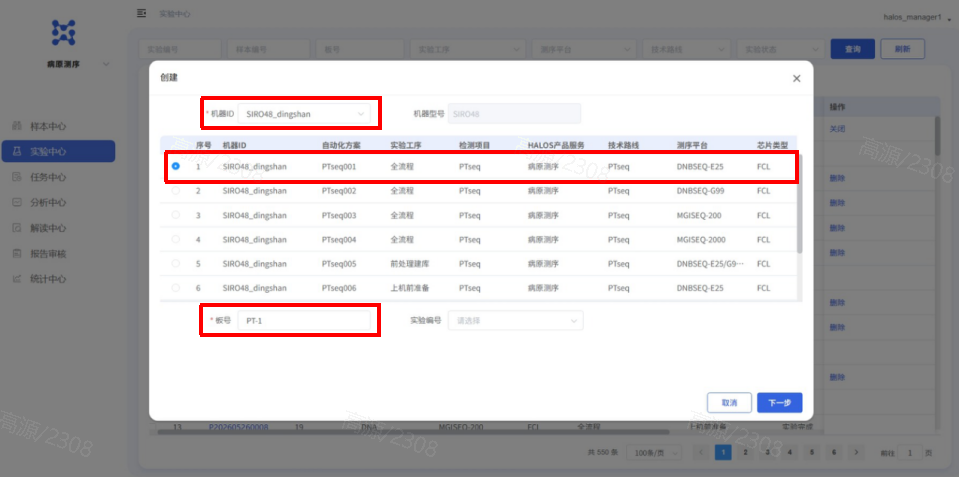 实验中心
halos_manager1
病原测序
实验编号 样本编号 板号 实验工序 测序平台 技术路线 实验状态 查询 刷新
样本中心
实验中心
任务中心
分析中心
解读中心
报告审核
统计中心
操作
关闭
删除
删除
删除
删除
删除
删除
删除
创建
* 机器ID SIRO48_dingshan 机器型号 SIRO48
序号 机器ID 自动化方案 实验工序 检测项目 HALOS产品服务 技术路线 测序平台 芯片类型
1 SIRO48_dingshan PTseq001 全流程 PTseq 病原测序 PTseq DNBSEQ-E25 FCL
2 SIRO48_dingshan PTseq002 全流程 PTseq 病原测序 PTseq DNBSEQ-G99 FCL
3 SIRO48_dingshan PTseq003 全流程 PTseq 病原测序 PTseq MGISEQ-200 FCL
4 SIRO48_dingshan PTseq004 全流程 PTseq 病原测序 PTseq MGISEQ-2000 FCL
5 SIRO48_dingshan PTseq005 前处理建库 PTseq 病原测序 PTseq DNBSEQ-E25/G9··· FCL
6 SIRO48_dingshan PTseq006 上机前准备 PTseq 病原测序 PTseq DNBSEQ-E25 FCL
* 板号 PT-1 实验编号 请选择
取消 下一步
13 P202605260008 19 DNA MGISEQ-200 FCL 全流程 上机前准备 实验完成
共 550 条 100条/页 1 2 3 4 5 6 前往 1 页
高源/2308
高源/2308
高源/2308
高源/2308